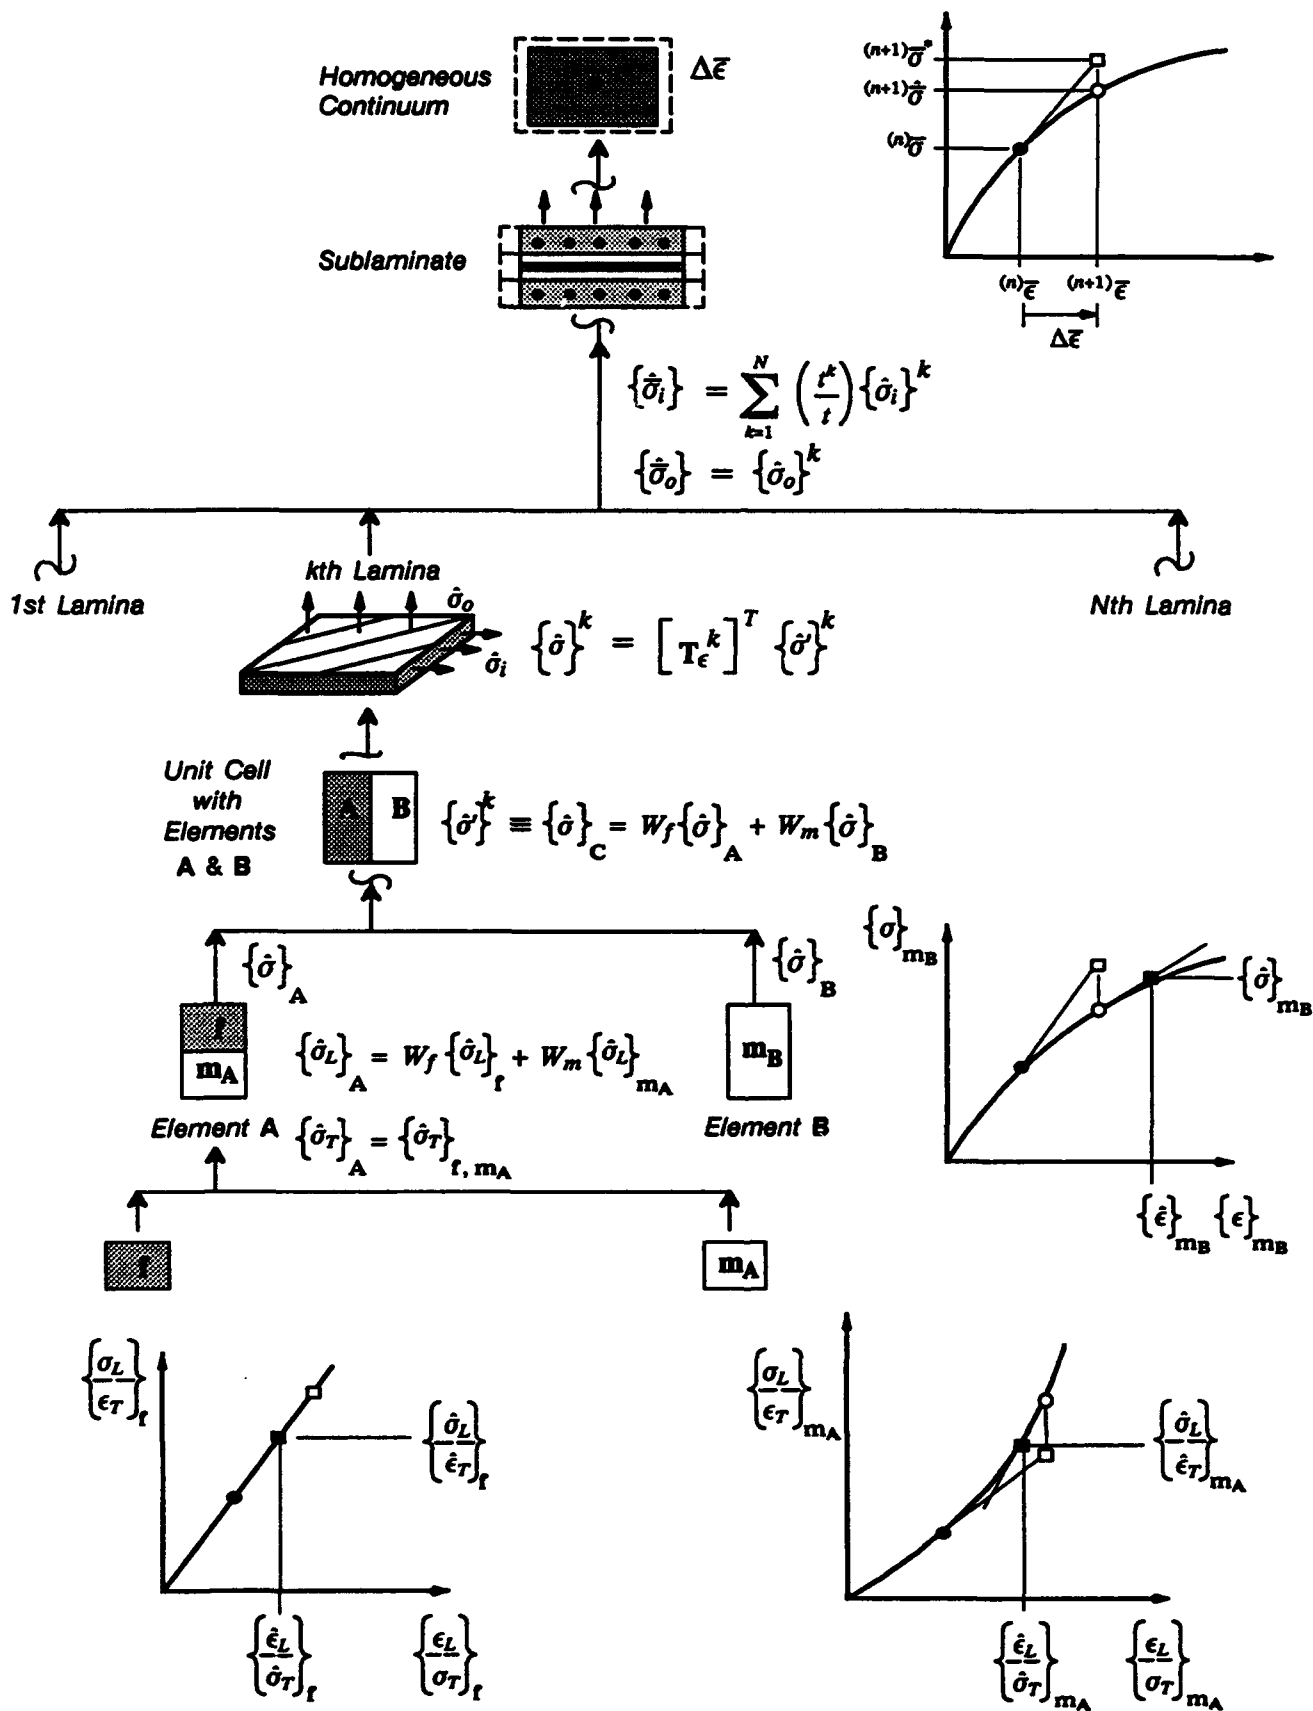 Homogeneous
Continuum
Δε̄
(n+1)σ̄*
(n+1)σ̄̂
(n)σ̄
(n)ε̄ (n+1)ε̄
Δε̄
Sublaminate
{σ̄̂i} = Σ k=1 N (t^k/t) {σ̂i}^k
{σ̄̂o} = {σ̂o}^k
1st Lamina
kth Lamina
Nth Lamina
σ̂o
σ̂i
{σ̂}^k = [Tϵ^k]^T {σ̂'}^k
Unit Cell
with
Elements
A & B
A B
{σ̂'}^k ≡ {σ̂}C = Wf {σ̂}A + Wm {σ̂}B
{σ̂}A
{σ̂}B
f
mA
{σ̂L}A = Wf {σ̂L}f + Wm {σ̂L}mA
mB
Element A
{σ̂T}A = {σ̂T}f, mA
Element B
{σ}mB
{σ̂}mB
{ϵ̂}mB {ϵ}mB
f
mA
{σL/ϵT}f
{σ̂L/ϵ̂T}f
{ϵ̂L/σ̂T}f {ϵL/σT}f
{σL/ϵT}mA
{σ̂L/ϵ̂T}mA
{ϵ̂L/σ̂T}mA {ϵL/σT}mA